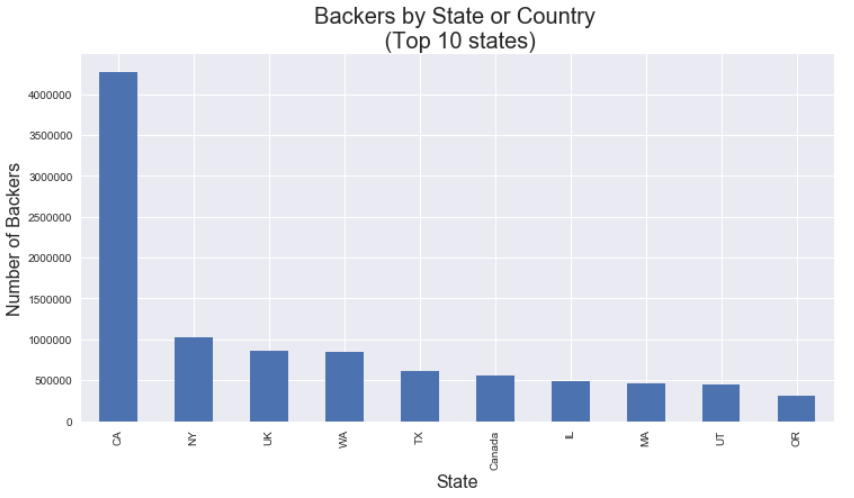 Backers by State or Country
(Top 10 states)
Number of Backers
4000000
3500000
3000000
2500000
2000000
1500000
1000000
500000
0
CA
NY
UK
WA
TX
Canada
IL
MA
UT
OR
State